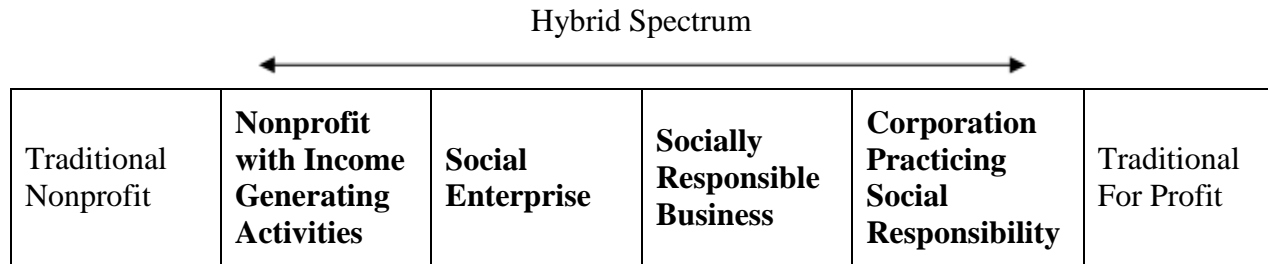 Hybrid Spectrum
Traditional
Nonprofit
Nonprofit
with Income
Generating
Activities
Social
Enterprise
Socially
Responsible
Business
Corporation
Practicing
Social
Responsibility
Traditional
For Profit